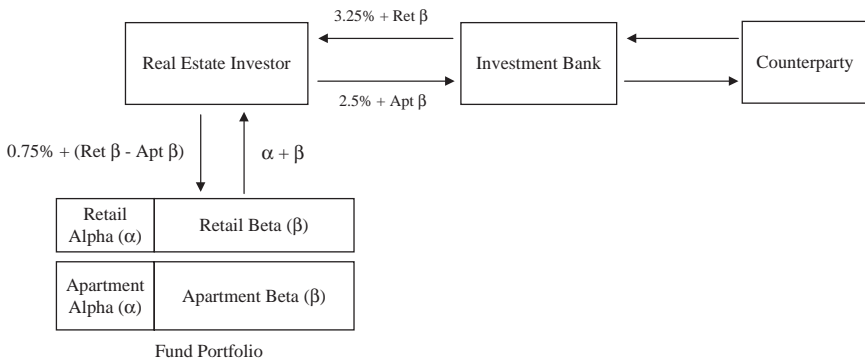 3.25% + Ret β
Real Estate Investor
Investment Bank
Counterparty
2.5% + Apt β
0.75% + (Ret β - Apt β)
α + β
Retail
Alpha (α)
Retail Beta (β)
Apartment
Alpha (α)
Apartment Beta (β)
Fund Portfolio